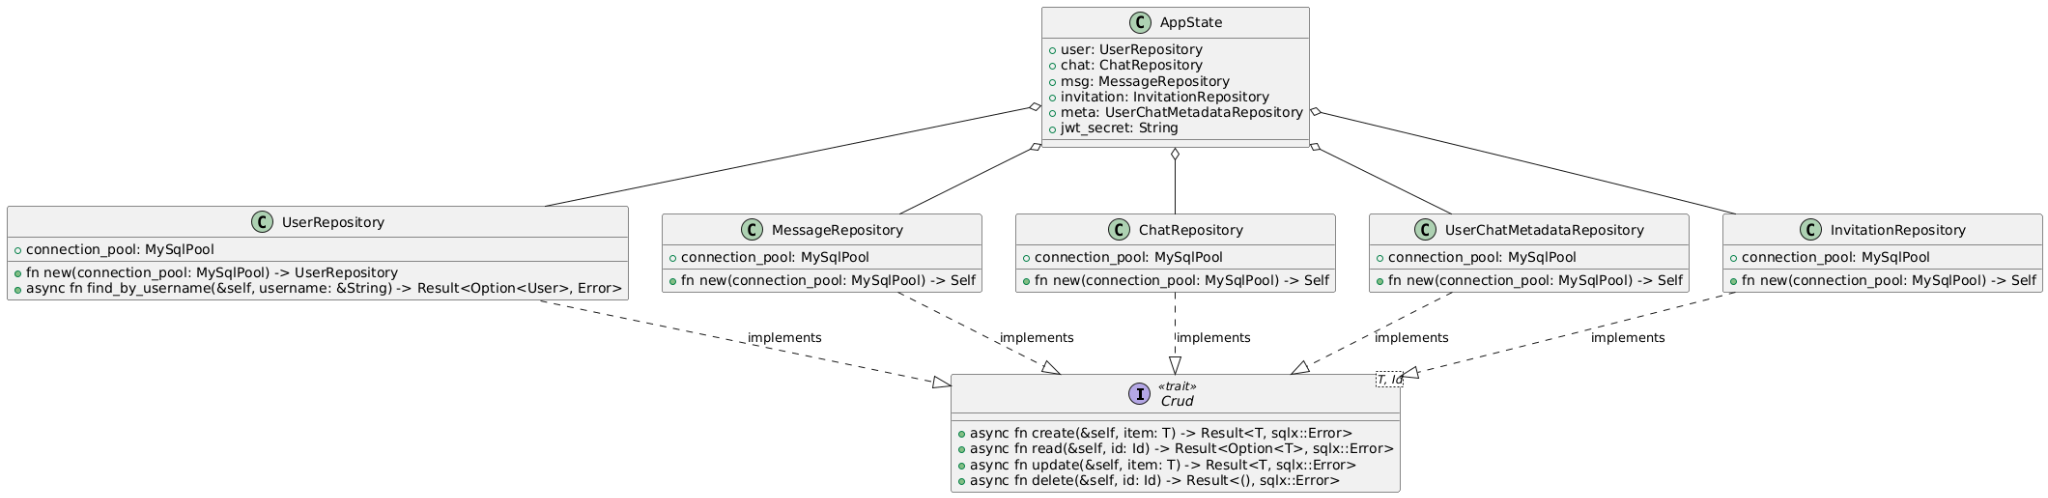 C AppState
user: UserRepository
chat: ChatRepository
msg: MessageRepository
invitation: InvitationRepository
meta: UserChatMetadataRepository
jwt_secret: String
C UserRepository
connection_pool: MySqlPool
fn new(connection_pool: MySqlPool) -> UserRepository
async fn find_by_username(&self, username: &String) -> Result<Option<User>, Error>
C MessageRepository
connection_pool: MySqlPool
fn new(connection_pool: MySqlPool) -> Self
C ChatRepository
connection_pool: MySqlPool
fn new(connection_pool: MySqlPool) -> Self
C UserChatMetadataRepository
connection_pool: MySqlPool
fn new(connection_pool: MySqlPool) -> Self
C InvitationRepository
connection_pool: MySqlPool
fn new(connection_pool: MySqlPool) -> Self
implements
implements
implements
implements
implements
T, Id
I «trait»
Crud
async fn create(&self, item: T) -> Result<T, sqlx::Error>
async fn read(&self, id: Id) -> Result<Option<T>, sqlx::Error>
async fn update(&self, item: T) -> Result<T, sqlx::Error>
async fn delete(&self, id: Id) -> Result<(), sqlx::Error>